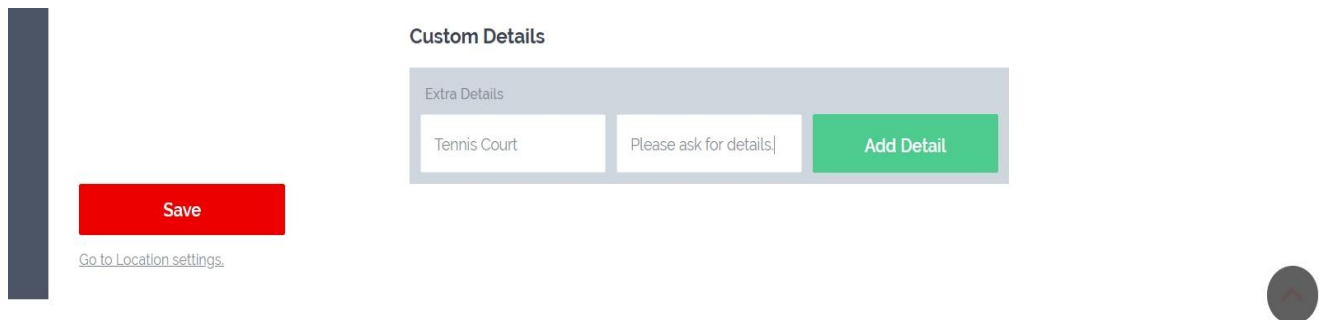 Custom Details
Extra Details
Tennis Court
Please ask for details.
Add Detail
Save
Go to Location settings.